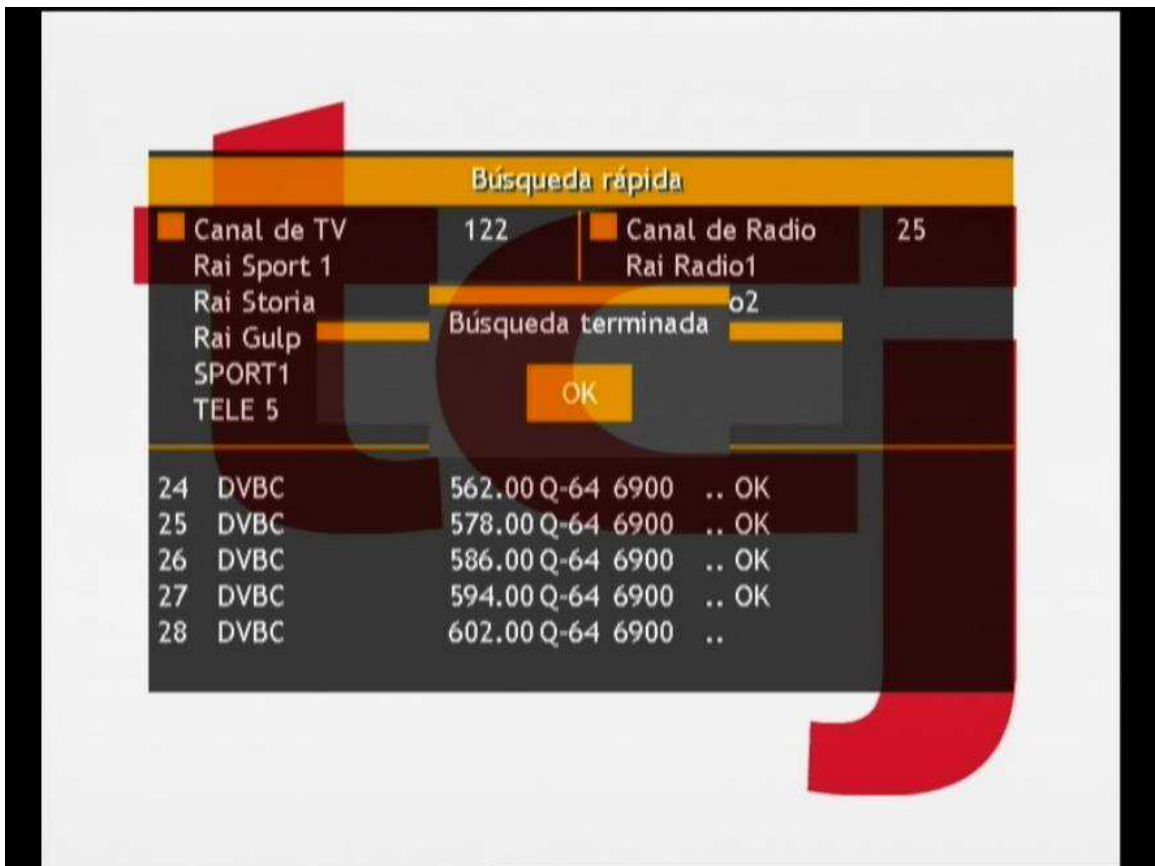 Búsqueda rápida
Canal de TV 122 Canal de Radio 25
Rai Sport 1 Rai Radio1
Rai Storia o2
Rai Gulp Búsqueda terminada
SPORT1
OK
TELE 5
24 DVBC 562.00 Q-64 6900 .. OK
25 DVBC 578.00 Q-64 6900 .. OK
26 DVBC 586.00 Q-64 6900 .. OK
27 DVBC 594.00 Q-64 6900 .. OK
28 DVBC 602.00 Q-64 6900 ..
tcj